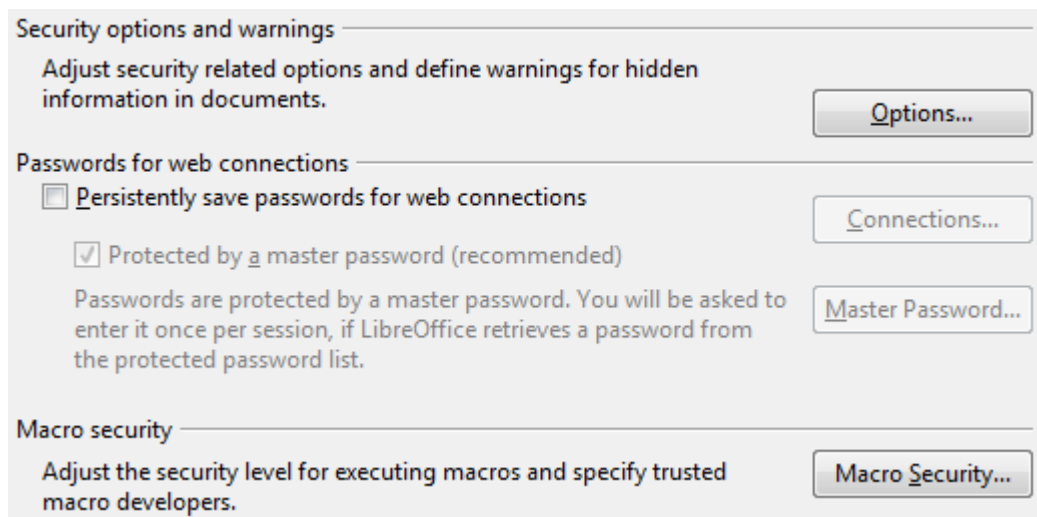 Security options and warnings
Adjust security related options and define warnings for hidden
information in documents.
Options...
Passwords for web connections
Persistently save passwords for web connections
Connections...
Protected by a master password (recommended)
Passwords are protected by a master password. You will be asked to
enter it once per session, if LibreOffice retrieves a password from
the protected password list.
Master Password...
Macro security
Adjust the security level for executing macros and specify trusted
macro developers.
Macro Security...